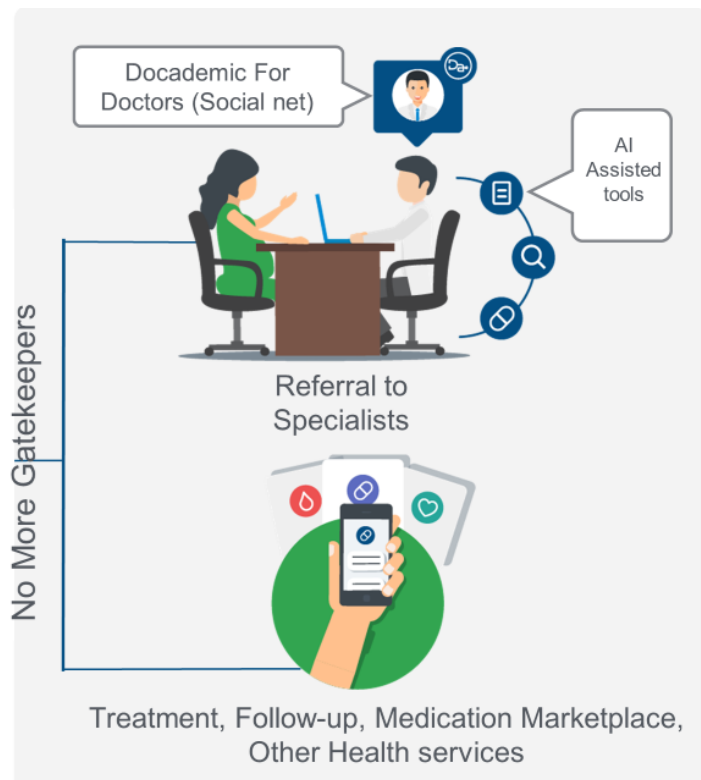 Docademic For
Doctors (Social net)
AI
Assisted
tools
No More Gatekeepers
Referral to
Specialists
Treatment, Follow-up, Medication Marketplace,
Other Health services